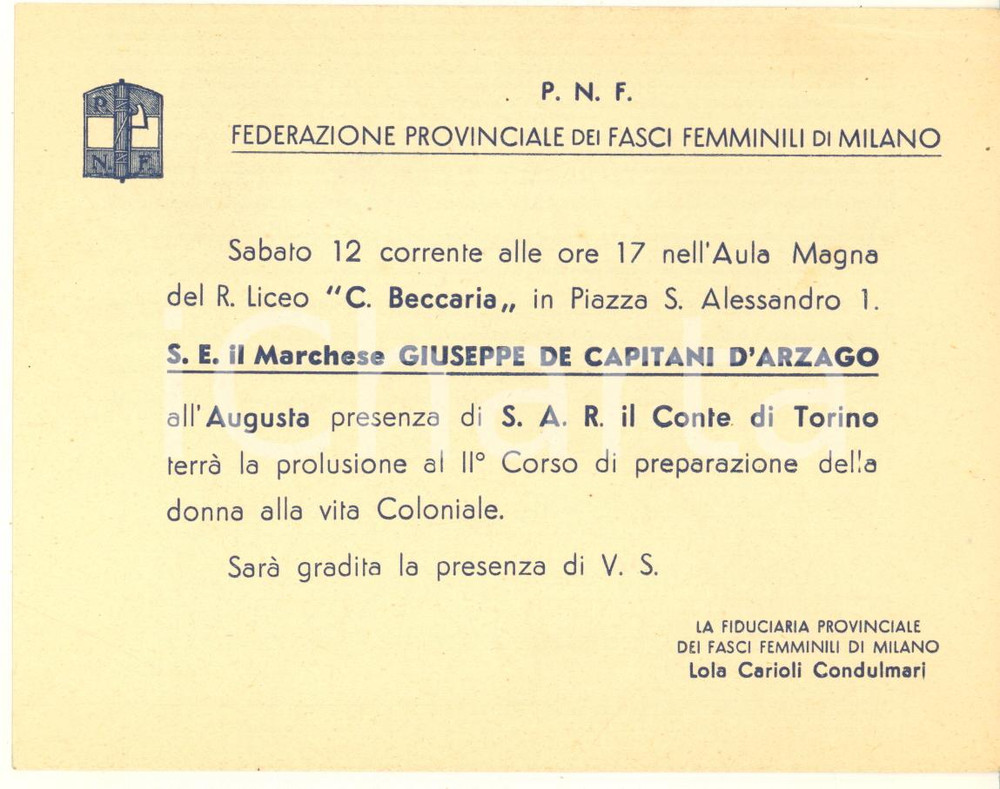 P. N. F.
P. N. F.
FEDERAZIONE PROVINCIALE DEI FASCI FEMMINILI DI MILANO
Sabato 12 corrente alle ore 17 nell'Aula Magna
del R. Liceo "C. Beccaria„ in Piazza S. Alessandro 1.
S. E. il Marchese GIUSEPPE DE CAPITANI D'ARZAGO
all'Augusta presenza di S. A. R. il Conte di Torino
terrà la prolusione al II° Corso di preparazione della
donna alla vita Coloniale.
Sarà gradita la presenza di V. S.
LA FIDUCIARIA PROVINCIALE
DEI FASCI FEMMINILI DI MILANO
Lola Carioli Condulmari
iCharta